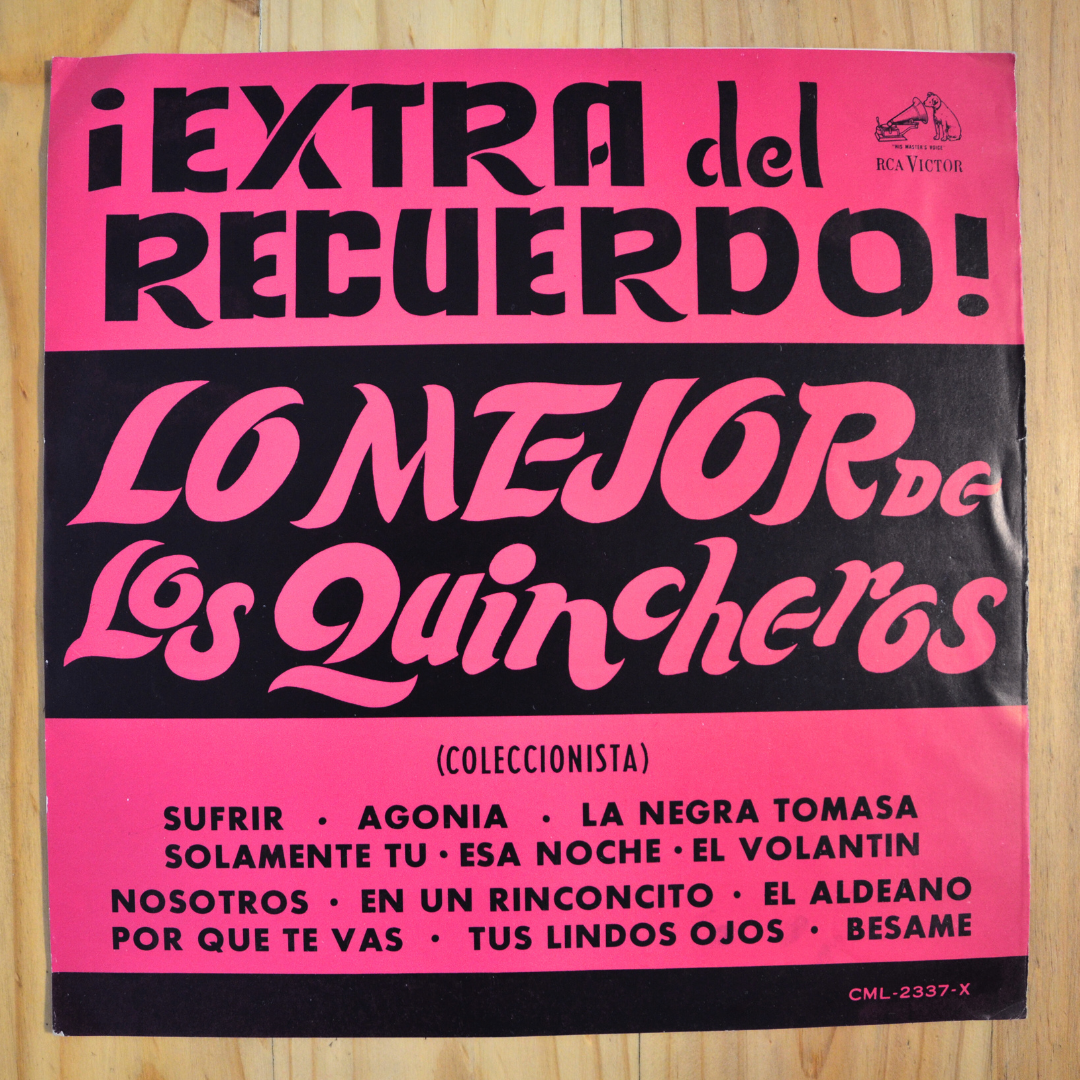 ¡EXTRA del
"HIS MASTER'S VOICE"
RCA VICTOR
RECUERDO!
LO MEJOR DE
LOS QUINCHEROS
(COLECCIONISTA)
SUFRIR · AGONIA · LA NEGRA TOMASA
SOLAMENTE TU · ESA NOCHE · EL VOLANTIN
NOSOTROS · EN UN RINCONCITO · EL ALDEANO
POR QUE TE VAS · TUS LINDOS OJOS · BESAME
CML-2337-X